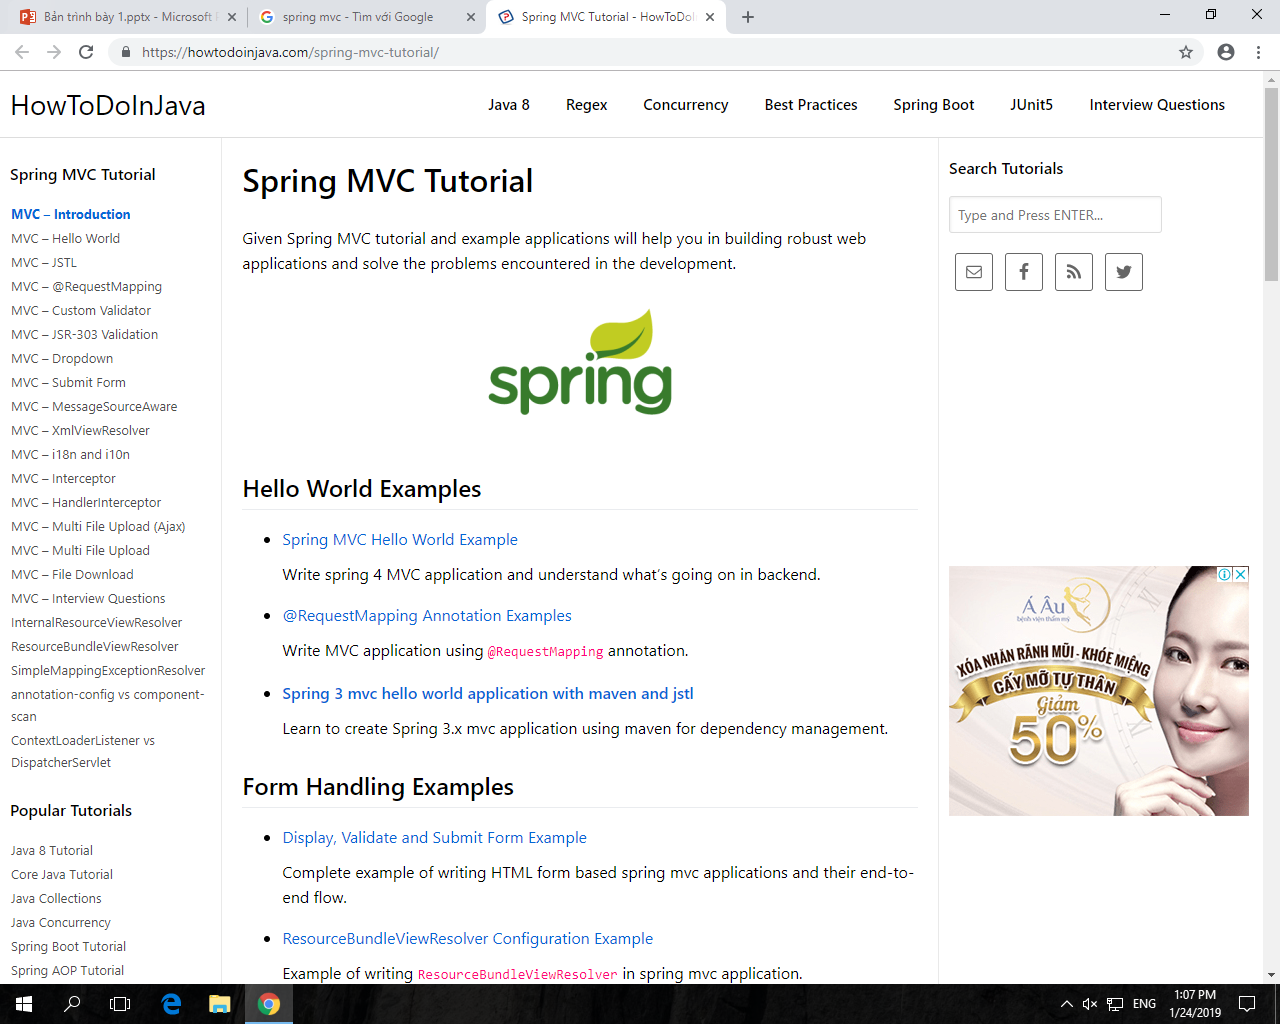 Bản trình bày 1.pptx - Microsoft
spring mvc - Tìm với Google
Spring MVC Tutorial - HowToDoIn
https://howtodoinjava.com/spring-mvc-tutorial/
HowToDoInJava
Java 8
Regex
Concurrency
Best Practices
Spring Boot
JUnit5
Interview Questions
Spring MVC Tutorial
MVC – Introduction
MVC – Hello World
MVC – JSTL
MVC – @RequestMapping
MVC – Custom Validator
MVC – JSR-303 Validation
MVC – Dropdown
MVC – Submit Form
MVC – MessageSourceAware
MVC – XmlViewResolver
MVC – i18n and i10n
MVC – Interceptor
MVC – HandlerInterceptor
MVC – Multi File Upload (Ajax)
MVC – Multi File Upload
MVC – File Download
MVC – Interview Questions
InternalResourceViewResolver
ResourceBundleViewResolver
SimpleMappingExceptionResolver
annotation-config vs component-
scan
ContextLoaderListener vs
DispatcherServlet
Popular Tutorials
Java 8 Tutorial
Core Java Tutorial
Java Collections
Java Concurrency
Spring Boot Tutorial
Spring AOP Tutorial
Spring MVC Tutorial
Given Spring MVC tutorial and example applications will help you in building robust web
applications and solve the problems encountered in the development.
spring
Hello World Examples
Spring MVC Hello World Example
Write spring 4 MVC application and understand what's going on in backend.
@RequestMapping Annotation Examples
Write MVC application using @RequestMapping annotation.
Spring 3 mvc hello world application with maven and jstl
Learn to create Spring 3.x mvc application using maven for dependency management.
Form Handling Examples
Display, Validate and Submit Form Example
Complete example of writing HTML form based spring mvc applications and their end-to-
end flow.
ResourceBundleViewResolver Configuration Example
Example of writing ResourceBundleViewResolver in spring mvc application.
Search Tutorials
Type and Press ENTER...
Á Âu
bệnh viện thẩm mỹ
XÓA NHĂN RÃNH MŨI - KHÓE MIỆNG
CẤY MỠ TỰ THÂN
Giảm
50%
ENG
1:07 PM
1/24/2019